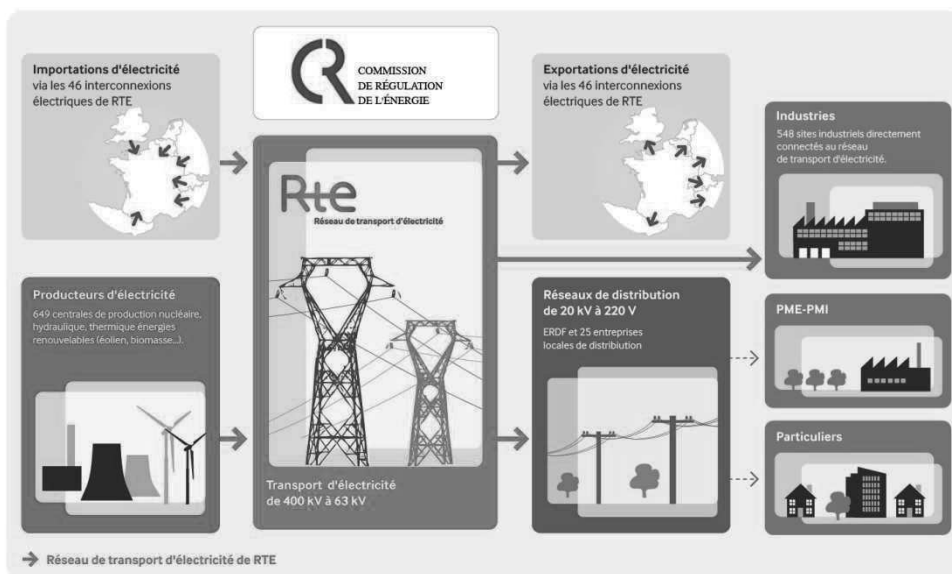 Importations d'électricité
via les 46 interconnexions
électriques de RTE
CR
COMMISSION
DE RÉGULATION
DE L'ÉNERGIE
Exportations d'électricité
via les 46 interconnexions
électriques de RTE
Industries
548 sites industriels directement
connectés au réseau
de transport d'électricité.
Rte
Réseau de transport d'électricité
Producteurs d'électricité
649 centrales de production nucléaire,
hydraulique, thermique énergies
renouvelables (éolien, biomasse...).
Transport d'électricité
de 400 kV à 63 kV
Réseaux de distribution
de 20 kV à 220 V
ERDF et 25 entreprises
locales de distribiution
PME-PMI
Particuliers
Réseau de transport d'électricité de RTE